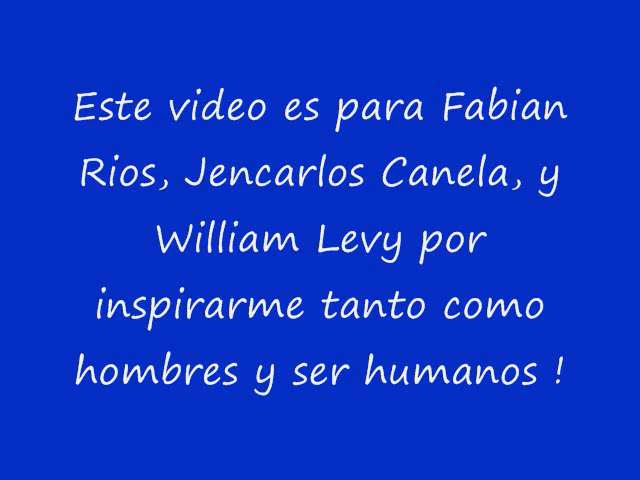 Este video es para Fabian
Rios, Jencarlos Canela, y
William Levy por
inspirarme tanto como
hombres y ser humanos !